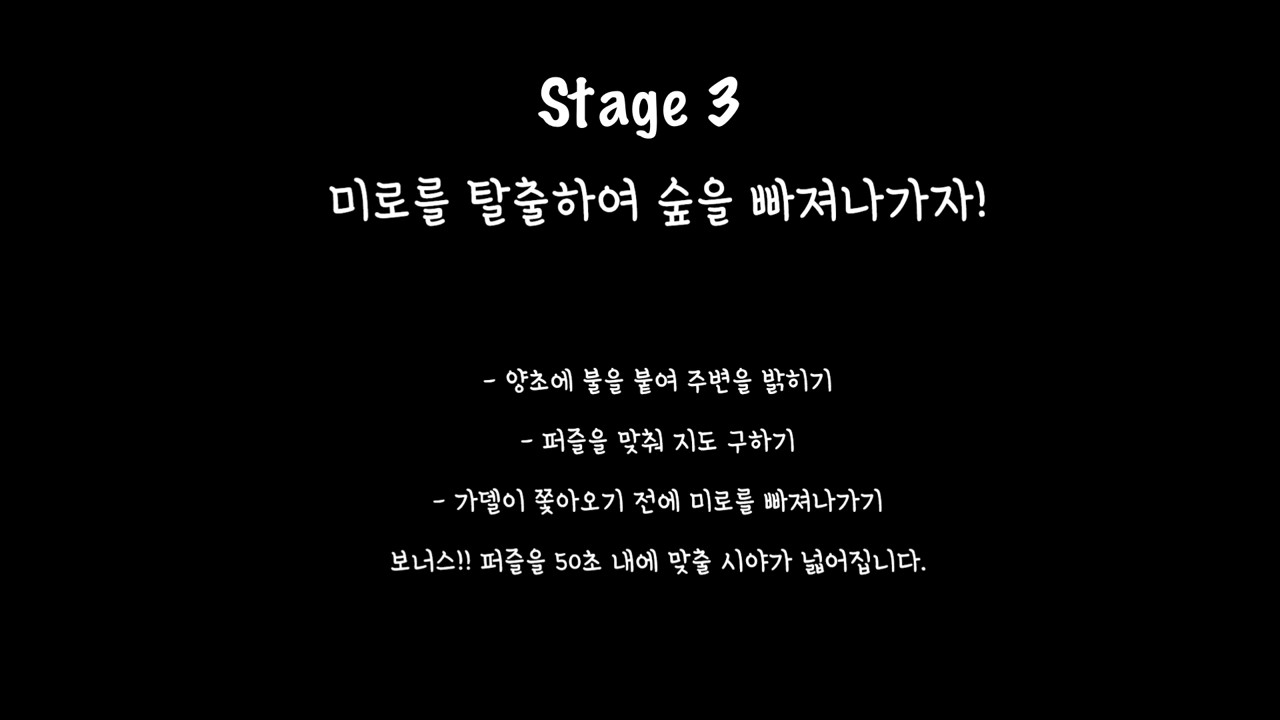 Stage 3
미로를 탈출하여 숲을 빠져나가자!
- 양초에 불을 붙여 주변을 밝히기
- 퍼즐을 맞춰 지도 구하기
- 가델이 쫓아오기 전에 미로를 빠져나가기
보너스!! 퍼즐을 50초 내에 맞출 시야가 넓어집니다.